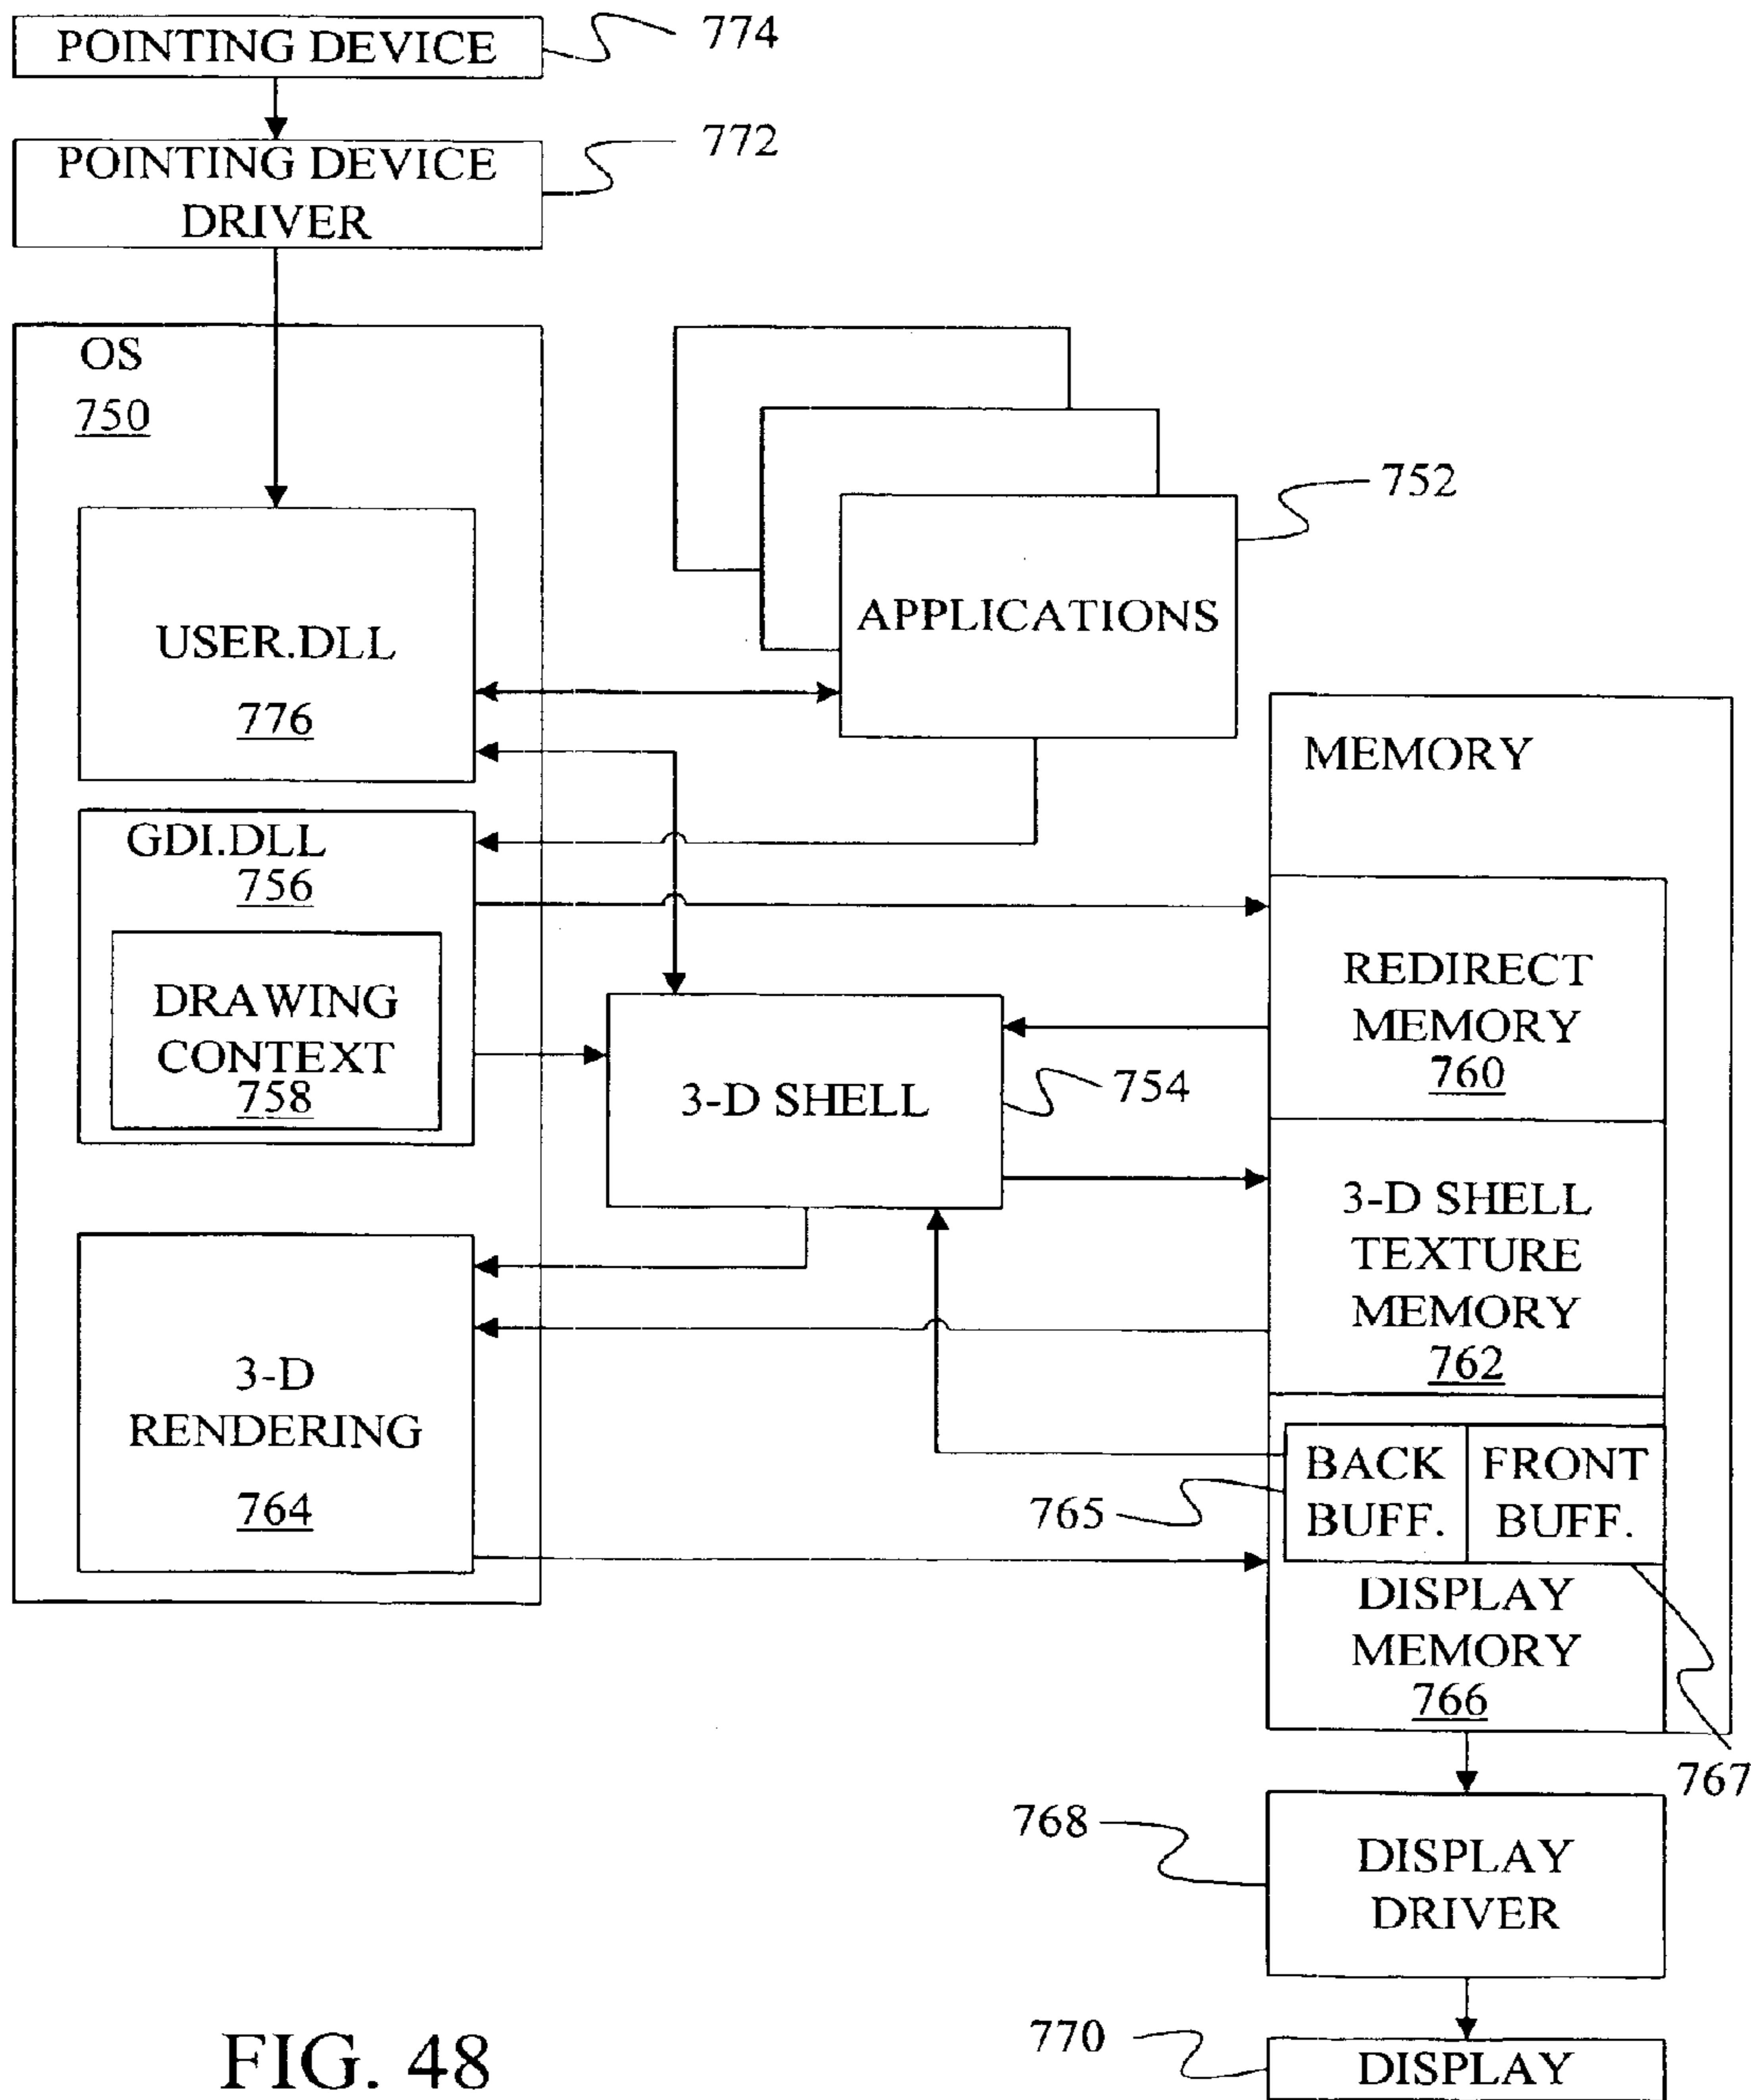 POINTING DEVICE
774
POINTING DEVICE
DRIVER
772
OS
750
USER.DLL
776
APPLICATIONS
752
GDI.DLL
756
DRAWING
CONTEXT
758
3-D SHELL
754
MEMORY
REDIRECT
MEMORY
760
3-D SHELL
TEXTURE
MEMORY
762
3-D
RENDERING
764
765
BACK
BUFF.
FRONT
BUFF.
DISPLAY
MEMORY
766
767
768
DISPLAY
DRIVER
770
DISPLAY
FIG. 48